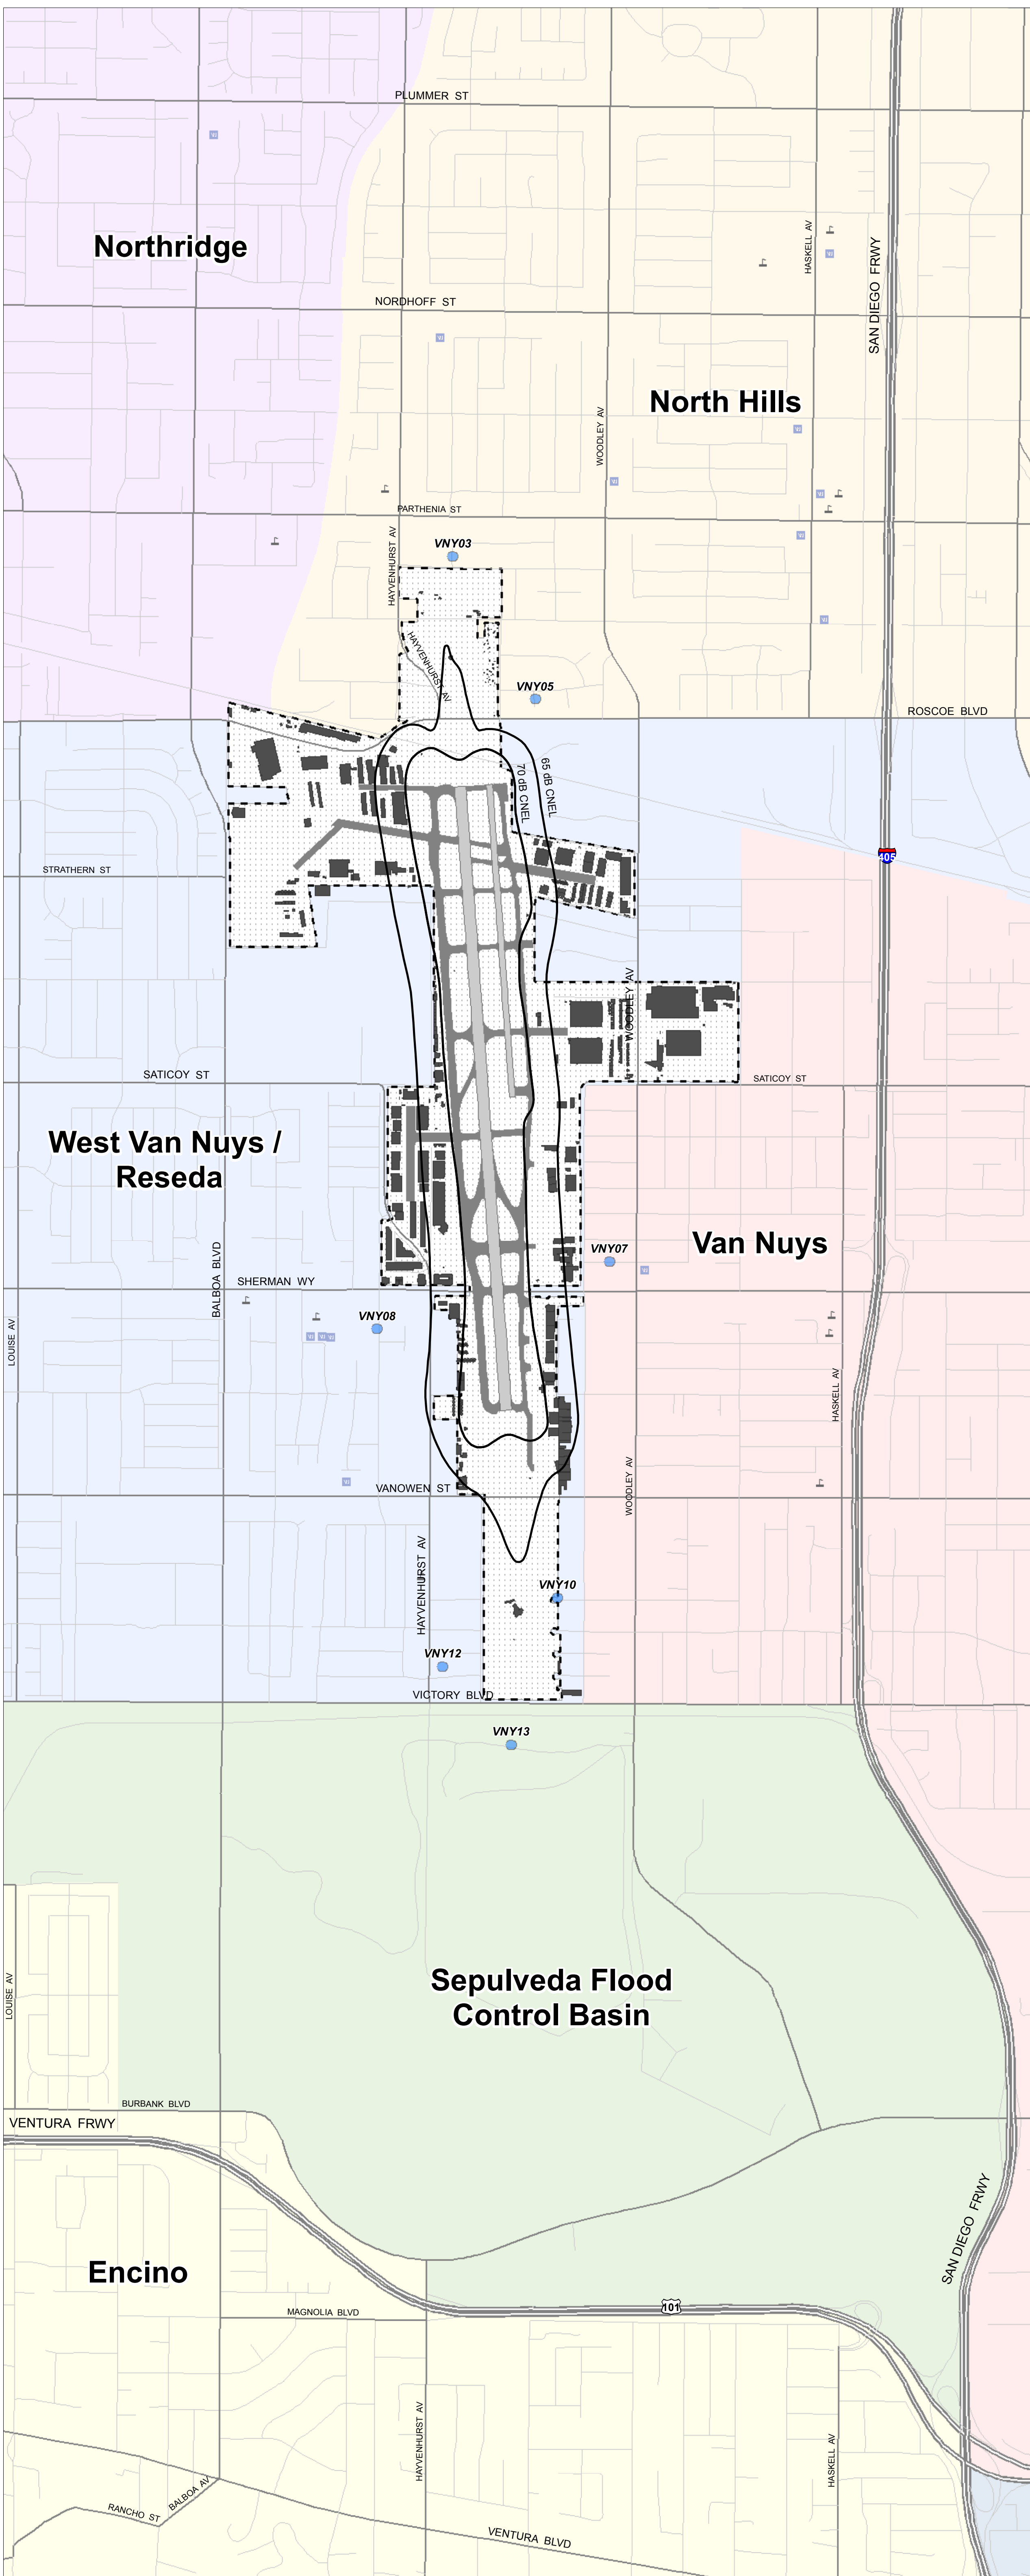 PLUMMER ST
Northridge
HASKELL AV
SAN DIEGO FRWY
NORDHOFF ST
North Hills
WOODLEY AV
PARTHENIA ST
HAYVENHURST AV
VNY03
HAYVENHURST AV
VNY05
ROSCOE BLVD
70 dB CNEL
65 dB CNEL
405
STRATHERN ST
WOODLEY AV
SATICOY ST
SATICOY ST
West Van Nuys /
Reseda
Van Nuys
VNY07
BALBOA BLVD
SHERMAN WY
VNY08
LOUISE AV
HASKELL AV
WOODLEY AV
VANOWEN ST
HAYVENHURST AV
VNY10
VNY12
VICTORY BLVD
VNY13
Sepulveda Flood
Control Basin
LOUISE AV
BURBANK BLVD
VENTURA FRWY
SAN DIEGO FRWY
Encino
101
MAGNOLIA BLVD
HAYVENHURST AV
HASKELL AV
BALBOA AV
RANCHO ST
VENTURA BLVD